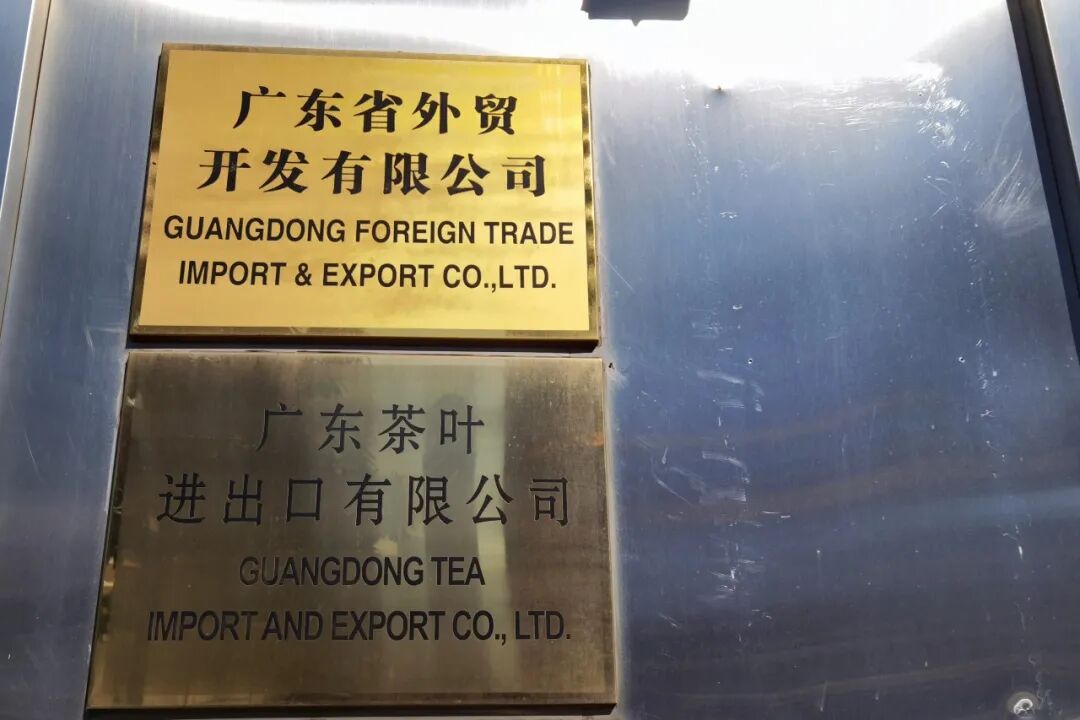 广东省外贸
开发有限公司
GUANGDONG FOREIGN TRADE
IMPORT & EXPORT CO.,LTD.
广东茶叶
进出口有限公司
GUANGDONG TEA
IMPORT AND EXPORT CO., LTD.